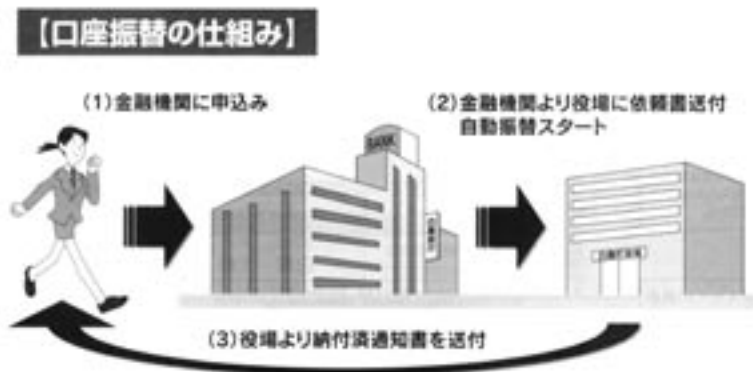 【口座振替の仕組み】
(1)金融機関に申込み
(2)金融機関より役場に依頼書送付
自動振替スタート
BANK
(3)役場より納付済通知書を送付